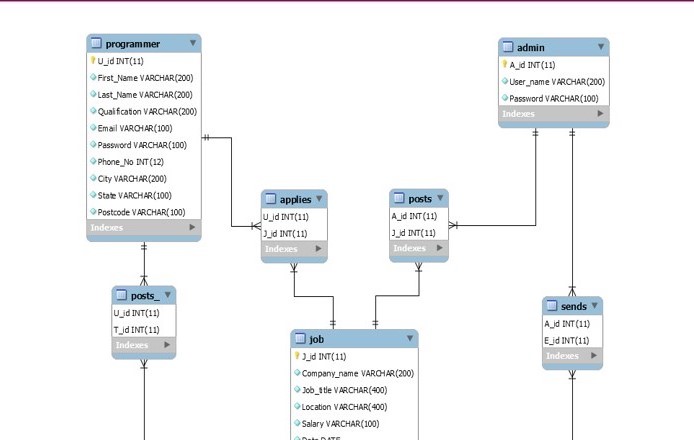 programmer
U_id INT(11)
First_Name VARCHAR(200)
Last_Name VARCHAR(200)
Qualification VARCHAR(200)
Email VARCHAR(100)
Password VARCHAR(100)
Phone_No INT(12)
City VARCHAR(200)
State VARCHAR(100)
Postcode VARCHAR(100)
Indexes
admin
A_id INT(11)
User_name VARCHAR(200)
Password VARCHAR(100)
Indexes
applies
U_id INT(11)
J_id INT(11)
Indexes
posts
A_id INT(11)
J_id INT(11)
Indexes
posts_
U_id INT(11)
T_id INT(11)
Indexes
sends
A_id INT(11)
E_id INT(11)
Indexes
job
J_id INT(11)
Company_name VARCHAR(200)
Job_title VARCHAR(400)
Location VARCHAR(400)
Salary VARCHAR(100)
Date DATE